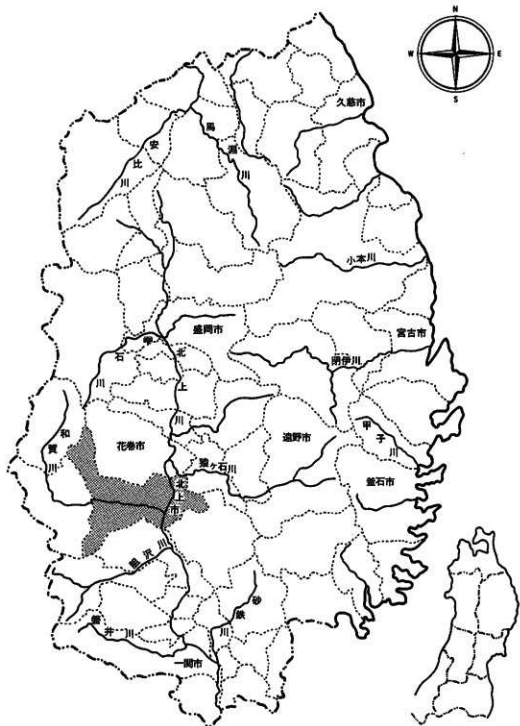 N
W
E
S
久慈市
馬淵川
安比川
小本川
盛岡市
宮古市
閉伊川
雫石川
北上川
甲子川
和賀川
花巻市
遠野市
猿ヶ石川
釜石市
北上市
胆沢川
砂鉄川
磐井川
一関市